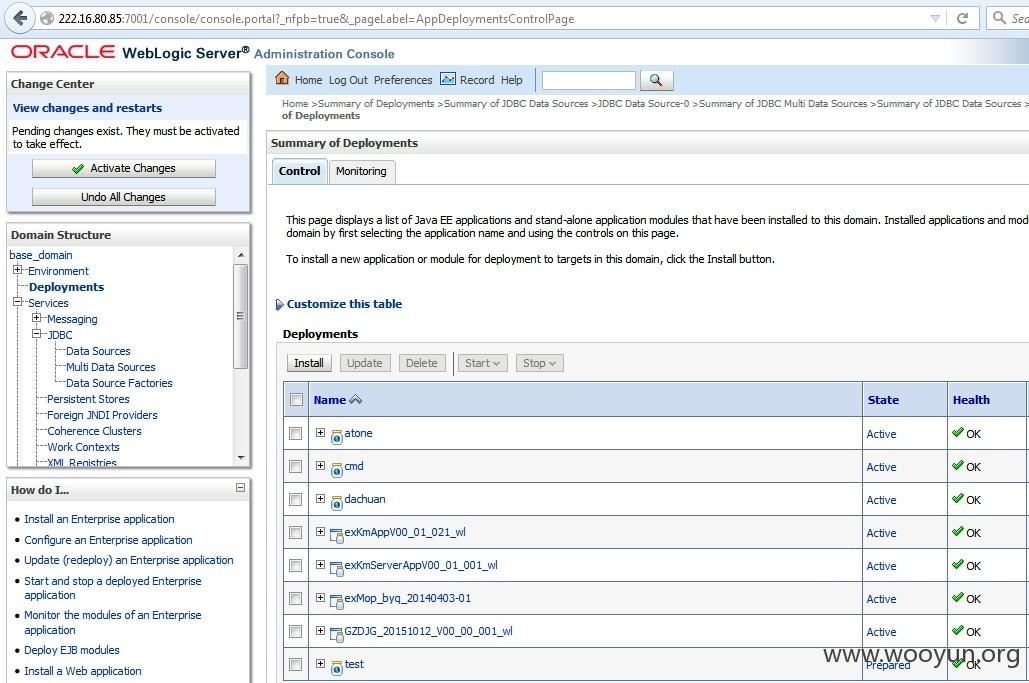 222.16.80.85:7001/console/console.portal?_nfpb=true&_pageLabel=AppDeploymentsControlPage
ORACLE WebLogic Server® Administration Console
Change Center
View changes and restarts
Pending changes exist. They must be activated
to take effect.
Activate Changes
Undo All Changes
Domain Structure
base_domain
Environment
Deployments
Services
Messaging
JDBC
Data Sources
Multi Data Sources
Data Source Factories
Persistent Stores
Foreign JNDI Providers
Coherence Clusters
Work Contexts
XML Registries
How do I...
Install an Enterprise application
Configure an Enterprise application
Update (redeploy) an Enterprise application
Start and stop a deployed Enterprise
application
Monitor the modules of an Enterprise
application
Deploy EJB modules
Install a Web application
Home Log Out Preferences Record Help
Home >Summary of Deployments >Summary of JDBC Data Sources >JDBC Data Source-0 >Summary of JDBC Multi Data Sources >Summary of JDBC Data Sources >
of Deployments
Summary of Deployments
Control Monitoring
This page displays a list of Java EE applications and stand-alone application modules that have been installed to this domain. Installed applications and mod
domain by first selecting the application name and using the controls on this page.
To install a new application or module for deployment to targets in this domain, click the Install button.
Customize this table
Deployments
Install Update Delete Start Stop
Name State Health
atone Active OK
cmd Active OK
dachuan Active OK
exKmAppV00_01_021_wl Active OK
exKmServerAppV00_01_001_wl Active OK
exMop_byq_20140403-01 Active OK
GZDJG_20151012_V00_00_001_wl Active OK
test Prepared OK
www.wooyun.org